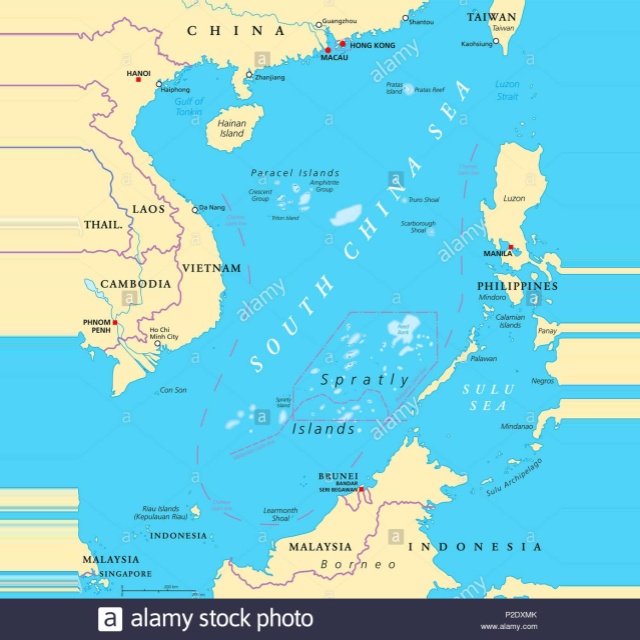 Guangzhou
Shantou
TAIWAN
Taiwan
CHINA
HONG KONG
MACAU
Kaohsiung
HANOI
Haiphong
Zhanjiang
Pratas
Island
Pratas Reef
Luzon
Strait
Gulf of
Tonkin
Hainan
Island
SOUTH CHINA SEA
Paracel Islands
Crescent
Group
Amphitrite
Group
Triton Island
Truro Shoal
Scarborough
Shoal
Luzon
LAOS
Da Nang
THAIL.
MANILA
VIETNAM
CAMBODIA
PHILIPPINES
Mindoro
PHNOM
PENH
Ho Chi
Minh City
Calamian
Islands
Panay
Palawan
Spratly
Islands
Spratly
Island
Con Son
SULU
SEA
Negros
Mindanao
Sulu Archipelago
BRUNEI
BANDAR
SERI BEGAWAN
Riau Islands
(Kepulauan Riau)
Learmonth
Shoal
INDONESIA
MALAYSIA
Borneo
INDONESIA
MALAYSIA
SINGAPORE
alamy
alamy
alamy
alamy
alamy
a alamy stock photo
P2DXMK
www.alamy.com